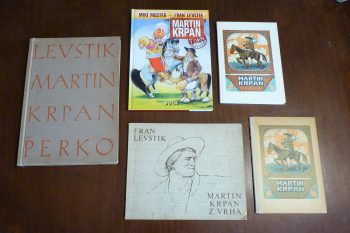 LEVSTIK
MARTIN
KRPAN
PERKO
MIKI MUSTER • FRAN LEVSTIK
MARTIN
KRPAN
MARTIN
KRPAN
FRAN
LEVSTIK
MARTIN
KRPAN
Z VRHA
MARTIN
KRPAN